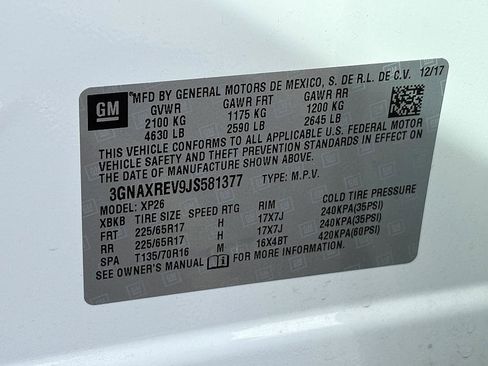 GM
®MFD BY GENERAL MOTORS DE MEXICO, S. DE R.L. DE C.V. 12/17
GVWR GAWR FRT GAWR RR
2100 KG 1175 KG 1200 KG
4630 LB 2590 LB 2645 LB
THIS VEHICLE CONFORMS TO ALL APPLICABLE U.S. FEDERAL MOTOR
VEHICLE SAFETY AND THEFT PREVENTION STANDARDS IN EFFECT ON
THE DATE OF MANUFACTURE SHOWN ABOVE.
3GNAXREV9JS581377 TYPE: M.P.V.
MODEL: XP26
XBKB TIRE SIZE SPEED RTG RIM COLD TIRE PRESSURE
FRT 225/65R17 H 17X7J 240KPA(35PSI)
RR 225/65R17 H 17X7J 240KPA(35PSI)
SPA T135/70R16 M 16X4BT 420KPA(60PSI)
SEE OWNER'S MANUAL FOR MORE INFORMATION.